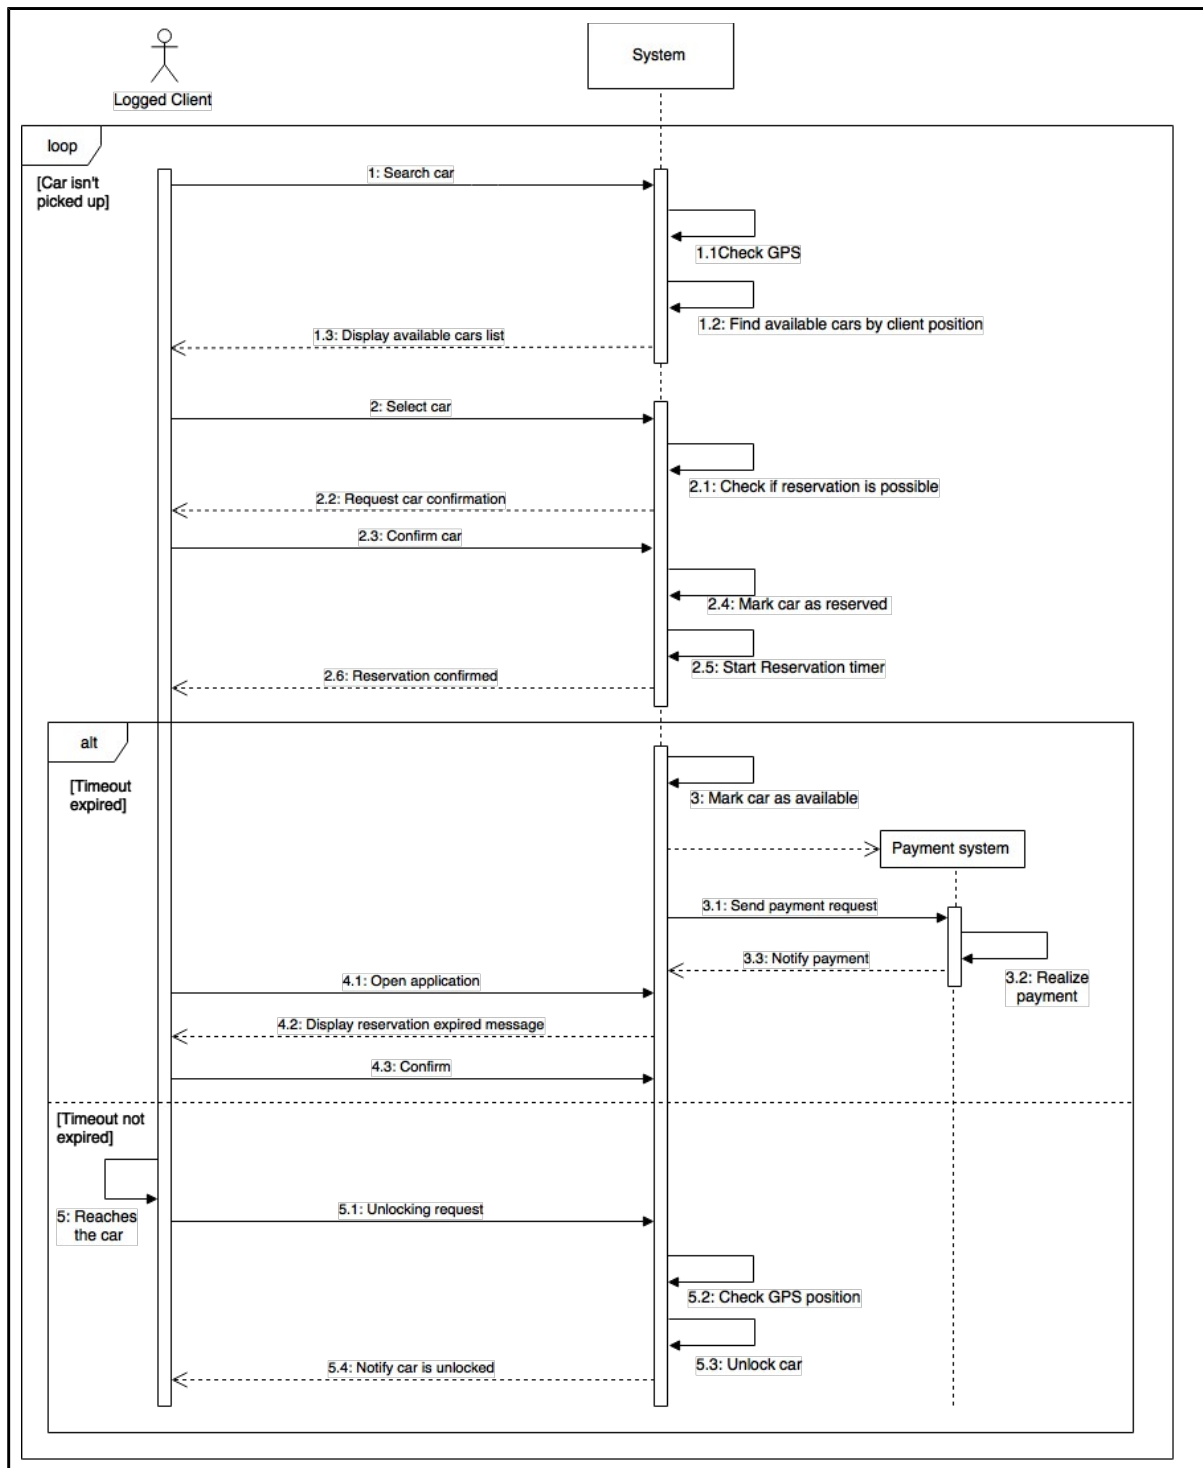 Logged Client
System
loop
[Car isn't
picked up]
1: Search car
1.1Check GPS
1.2: Find available cars by client position
1.3: Display available cars list
2: Select car
2.1: Check if reservation is possible
2.2: Request car confirmation
2.3: Confirm car
2.4: Mark car as reserved
2.5: Start Reservation timer
2.6: Reservation confirmed
alt
[Timeout
expired]
3: Mark car as available
Payment system
3.1: Send payment request
3.3: Notify payment
3.2: Realize
payment
4.1: Open application
4.2: Display reservation expired message
4.3: Confirm
[Timeout not
expired]
5: Reaches
the car
5.1: Unlocking request
5.2: Check GPS position
5.3: Unlock car
5.4: Notify car is unlocked